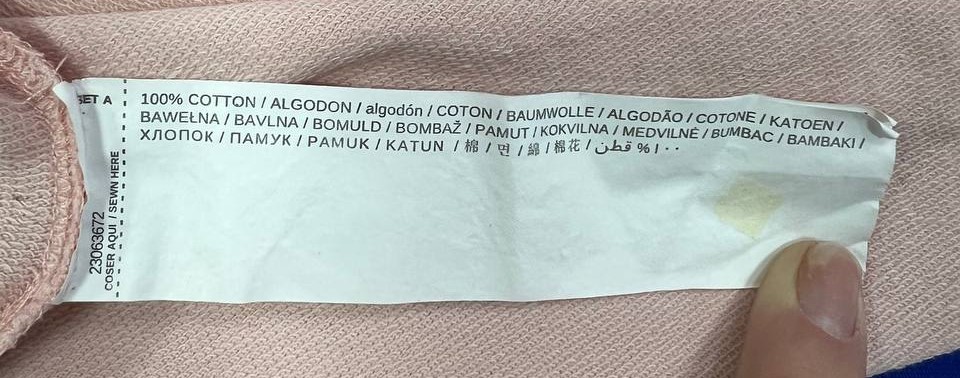 SET A
100% COTTON / ALGODON / algodón / COTON / BAUMWOLLE / ALGODÃO / COTONE / KATOEN /
BAWEŁNA / BAVLNA / BOMULD / BOMBAŽ / PAMUT / KOKVILNA / MEDVILNĖ / BUMBAC / BAMBAKI /
ХЛОПОК / ПАМУК / PAMUK / KATUN / 棉 / 면 / 綿 / 棉花 / قطن %١٠٠
23063672
COSER AQUI / SEWN HERE